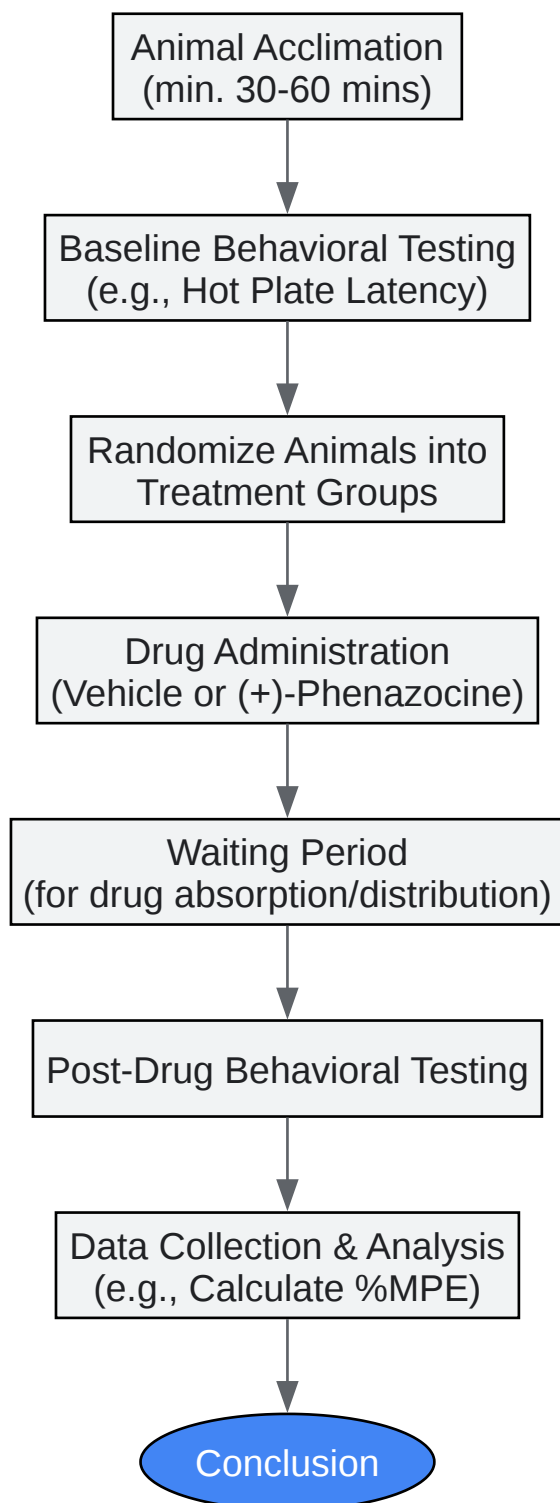 Animal Acclimation
(min. 30-60 mins)
Baseline Behavioral Testing
(e.g., Hot Plate Latency)
Randomize Animals into
Treatment Groups
Drug Administration
(Vehicle or (+)-Phenazocine)
Waiting Period
(for drug absorption/distribution)
Post-Drug Behavioral Testing
Data Collection & Analysis
(e.g., Calculate %MPE)
Conclusion